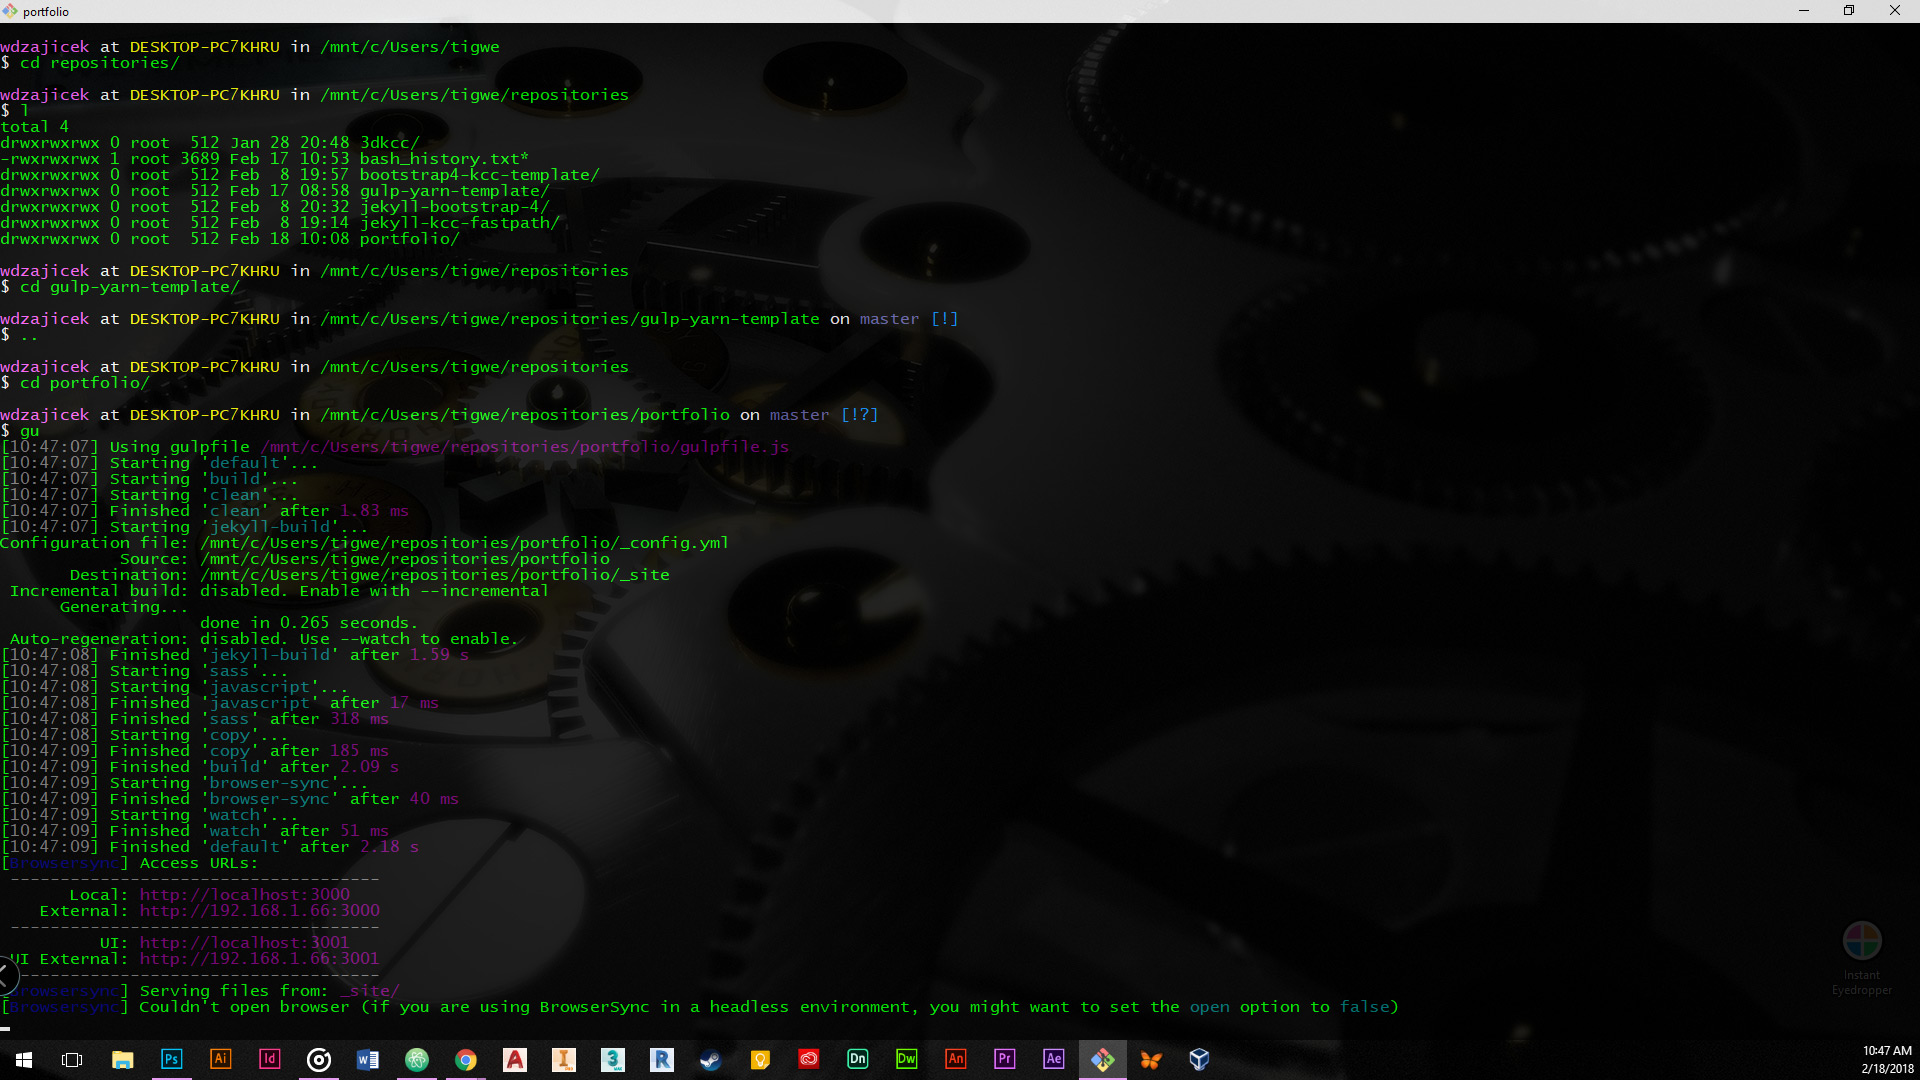 portfolio
wdzajicek at DESKTOP-PC7KHRU in /mnt/c/Users/tigwe
$ cd repositories/
wdzajicek at DESKTOP-PC7KHRU in /mnt/c/Users/tigwe/repositories
$ l
total 4
drwxrwxrwx 0 root  512 Jan 28 20:48 3dkcc/
-rwxrwxrwx 1 root 3689 Feb 17 10:53 bash_history.txt*
drwxrwxrwx 0 root  512 Feb  8 19:57 bootstrap4-kcc-template/
drwxrwxrwx 0 root  512 Feb 17 08:58 gulp-yarn-template/
drwxrwxrwx 0 root  512 Feb  8 20:32 jekyll-bootstrap-4/
drwxrwxrwx 0 root  512 Feb  8 19:14 jekyll-kcc-fastpath/
drwxrwxrwx 0 root  512 Feb 18 10:08 portfolio/
wdzajicek at DESKTOP-PC7KHRU in /mnt/c/Users/tigwe/repositories
$ cd gulp-yarn-template/
wdzajicek at DESKTOP-PC7KHRU in /mnt/c/Users/tigwe/repositories/gulp-yarn-template on master [!]
$ ..
wdzajicek at DESKTOP-PC7KHRU in /mnt/c/Users/tigwe/repositories
$ cd portfolio/
wdzajicek at DESKTOP-PC7KHRU in /mnt/c/Users/tigwe/repositories/portfolio on master [!?]
$ gu
[10:47:07] Using gulpfile /mnt/c/Users/tigwe/repositories/portfolio/gulpfile.js
[10:47:07] Starting 'default'...
[10:47:07] Starting 'build'...
[10:47:07] Starting 'clean'...
[10:47:07] Finished 'clean' after 1.83 ms
[10:47:07] Starting 'jekyll-build'...
Configuration file: /mnt/c/Users/tigwe/repositories/portfolio/_config.yml
Source: /mnt/c/Users/tigwe/repositories/portfolio
Destination: /mnt/c/Users/tigwe/repositories/portfolio/_site
Incremental build: disabled. Enable with --incremental
Generating...
done in 0.265 seconds.
Auto-regeneration: disabled. Use --watch to enable.
[10:47:08] Finished 'jekyll-build' after 1.59 s
[10:47:08] Starting 'sass'...
[10:47:08] Starting 'javascript'...
[10:47:08] Finished 'javascript' after 17 ms
[10:47:08] Finished 'sass' after 318 ms
[10:47:08] Starting 'copy'...
[10:47:09] Finished 'copy' after 185 ms
[10:47:09] Finished 'build' after 2.09 s
[10:47:09] Starting 'browser-sync'...
[10:47:09] Finished 'browser-sync' after 40 ms
[10:47:09] Starting 'watch'...
[10:47:09] Finished 'watch' after 51 ms
[10:47:09] Finished 'default' after 2.18 s
[Browsersync] Access URLs:
-------------------------------------
Local: http://localhost:3000
External: http://192.168.1.66:3000
-------------------------------------
UI: http://localhost:3001
UI External: http://192.168.1.66:3001
-------------------------------------
[Browsersync] Serving files from: _site/
[Browsersync] Couldn't open browser (if you are using BrowserSync in a headless environment, you might want to set the open option to false)
Instant
Eyedropper
Ps Ai Id W A I 3 R Dn Dw An Pr Ae
10:47 AM
2/18/2018